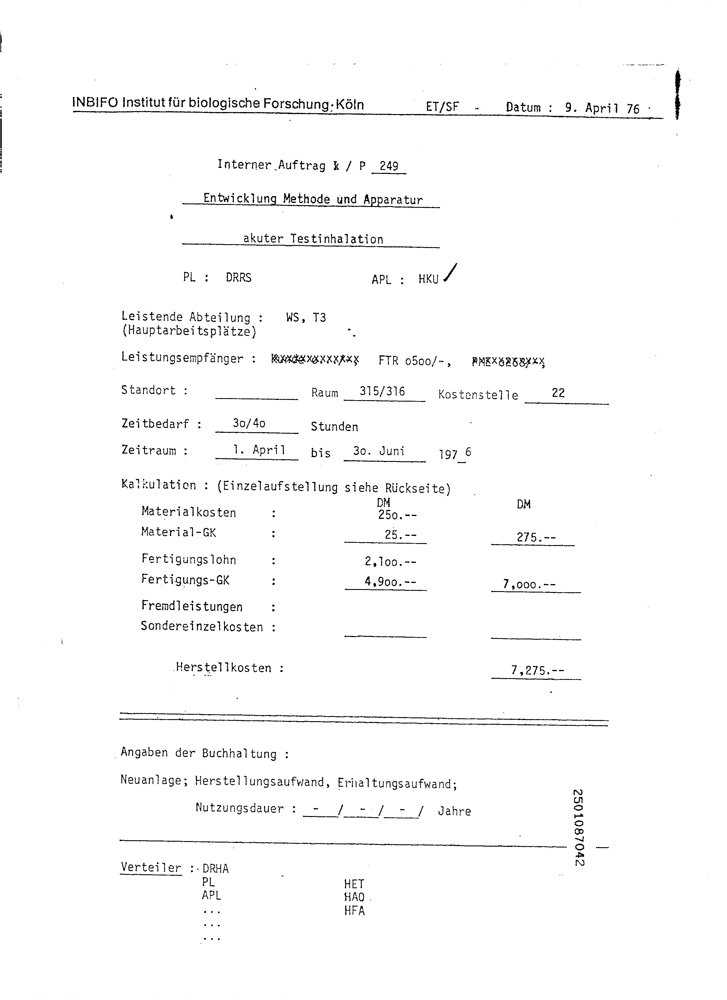 INBIFO Institut für biologische Forschung, Köln ET/SF - Datum : 9. April 76
Interner Auftrag k / P 249
Entwicklung Methode und Apparatur
akuter Testinhalation
PL : DRRS APL : HKU /
Leistende Abteilung : WS, T3
(Hauptarbeitsplätze)
Leistungsempfänger : FTR o5oo/-,
Standort : Raum 315/316 Kostenstelle 22
Zeitbedarf : 3o/4o Stunden
Zeitraum : 1. April bis 3o. Juni 197 6
Kalkulation : (Einzelaufstellung siehe Rückseite)
DM DM
Materialkosten : 25o.--
Material-GK : 25.-- 275.--
Fertigungslohn : 2,1oo.--
Fertigungs-GK : 4,9oo.-- 7,ooo.--
Fremdleistungen :
Sondereinzelkosten :
Herstellkosten : 7,275.--
Angaben der Buchhaltung :
Neuanlage; Herstellungsaufwand, Erhaltungsaufwand;
Nutzungsdauer : - / - / - / Jahre
2501087042
Verteiler : DRHA
PL HET
APL HAO
... HFA
...
...